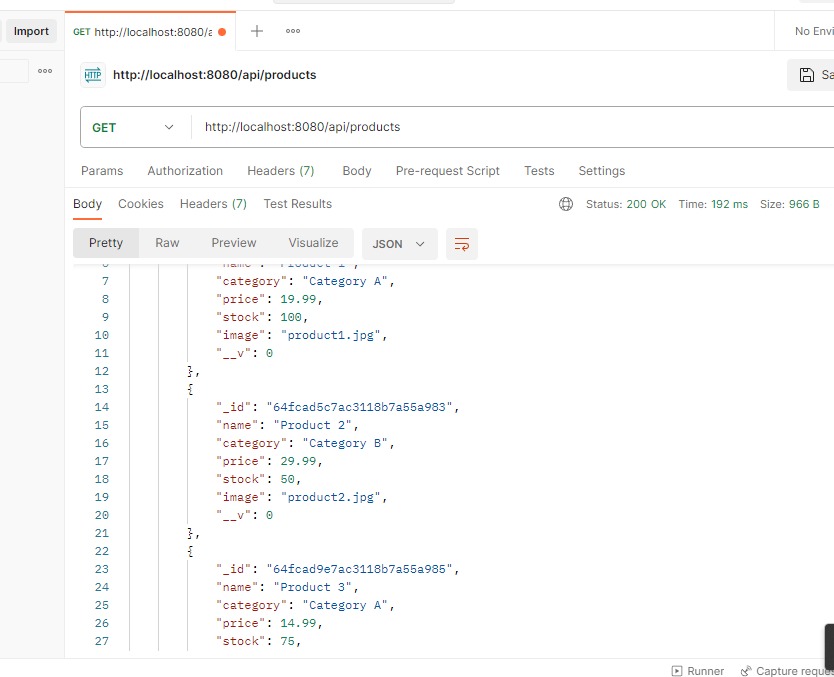 Import
GET http://localhost:8080/a
No Envi
HTTP http://localhost:8080/api/products
Sa
GET http://localhost:8080/api/products
Params Authorization Headers (7) Body Pre-request Script Tests Settings
Body Cookies Headers (7) Test Results Status: 200 OK Time: 192 ms Size: 966 B
Pretty Raw Preview Visualize JSON
6 "name": "Product 1",
7 "category": "Category A",
8 "price": 19.99,
9 "stock": 100,
10 "image": "product1.jpg",
11 "__v": 0
12 },
13 {
14 "_id": "64fcad5c7ac3118b7a55a983",
15 "name": "Product 2",
16 "category": "Category B",
17 "price": 29.99,
18 "stock": 50,
19 "image": "product2.jpg",
20 "__v": 0
21 },
22 {
23 "_id": "64fcad9e7ac3118b7a55a985",
24 "name": "Product 3",
25 "category": "Category A",
26 "price": 14.99,
27 "stock": 75,
Runner Capture reque